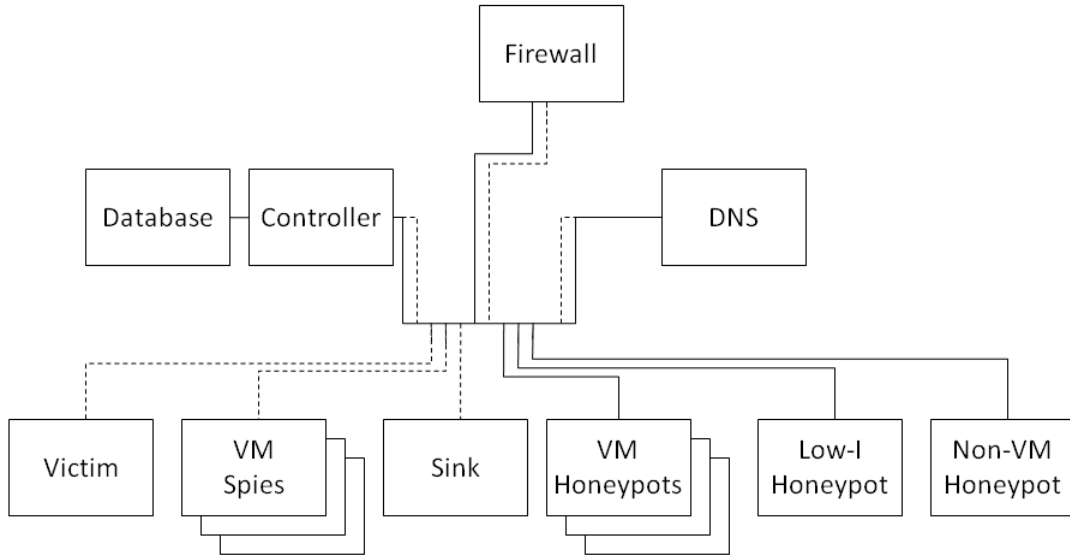 Firewall
Database
Controller
DNS
Victim
VM
Spies
Sink
VM
Honeypots
Low-I
Honeypot
Non-VM
Honeypot